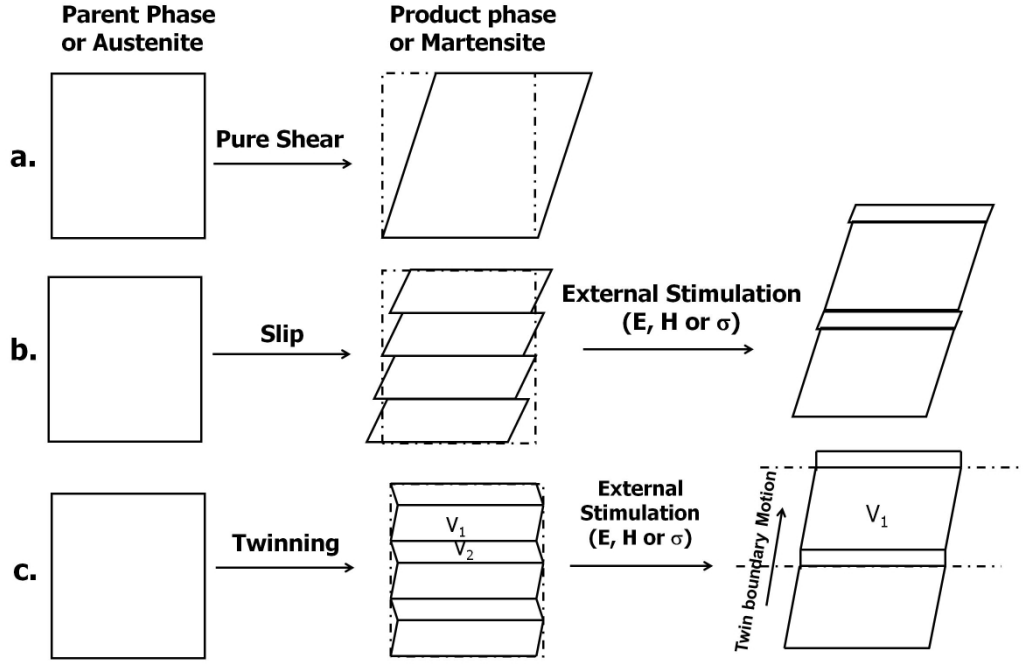 Parent Phase
or Austenite
Product phase
or Martensite
a.
Pure Shear
b.
Slip
External Stimulation
(E, H or σ)
c.
Twinning
V1
V2
External
Stimulation
(E, H or σ)
Twin boundary Motion
V1